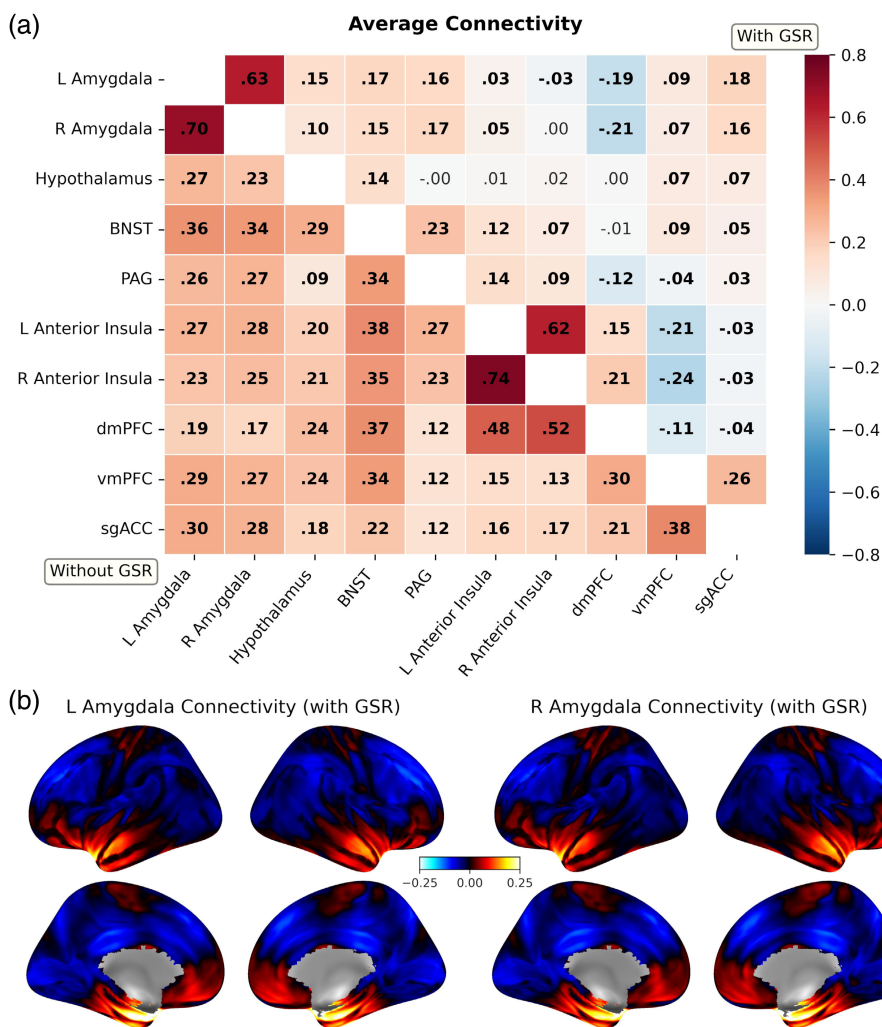 (a)
Average Connectivity
With GSR
L Amygdala .63 .15 .17 .16 .03 -.03 -.19 .09 .18
R Amygdala .70 .10 .15 .17 .05 .00 -.21 .07 .16
Hypothalamus .27 .23 .14 -.00 .01 .02 .00 .07 .07
BNST .36 .34 .29 .23 .12 .07 -.01 .09 .05
PAG .26 .27 .09 .34 .14 .09 -.12 -.04 .03
L Anterior Insula .27 .28 .20 .38 .27 .62 .15 -.21 -.03
R Anterior Insula .23 .25 .21 .35 .23 .74 .21 -.24 -.03
dmPFC .19 .17 .24 .37 .12 .48 .52 -.11 -.04
vmPFC .29 .27 .24 .34 .12 .15 .13 .30 .26
sgACC .30 .28 .18 .22 .12 .16 .17 .21 .38
Without GSR
L Amygdala
R Amygdala
Hypothalamus
BNST
PAG
L Anterior Insula
R Anterior Insula
dmPFC
vmPFC
sgACC
0.8
0.6
0.4
0.2
0.0
−0.2
−0.4
−0.6
−0.8
(b)
L Amygdala Connectivity (with GSR)
R Amygdala Connectivity (with GSR)
−0.25 0.00 0.25